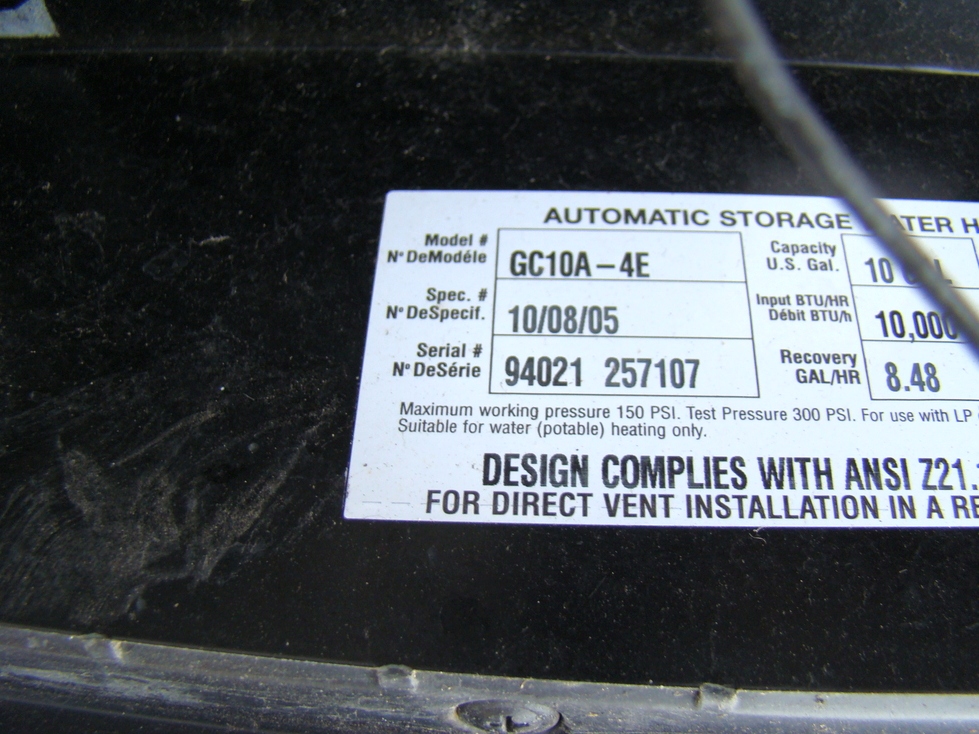 AUTOMATIC STORAGE
Model # N° DeModéle GC10A-4E
Capacity U.S. Gal. 10
Spec. # N° DeSpecif. 10/08/05
Input BTU/HR Débit BTU/h 10,000
Serial # N° DeSérie 94021 257107
Recovery GAL/HR 8.48
Maximum working pressure 150 PSI. Test Pressure 300 PSI. For use with LP
Suitable for water (potable) heating only.
DESIGN COMPLIES WITH ANSI Z21.
FOR DIRECT VENT INSTALLATION IN A